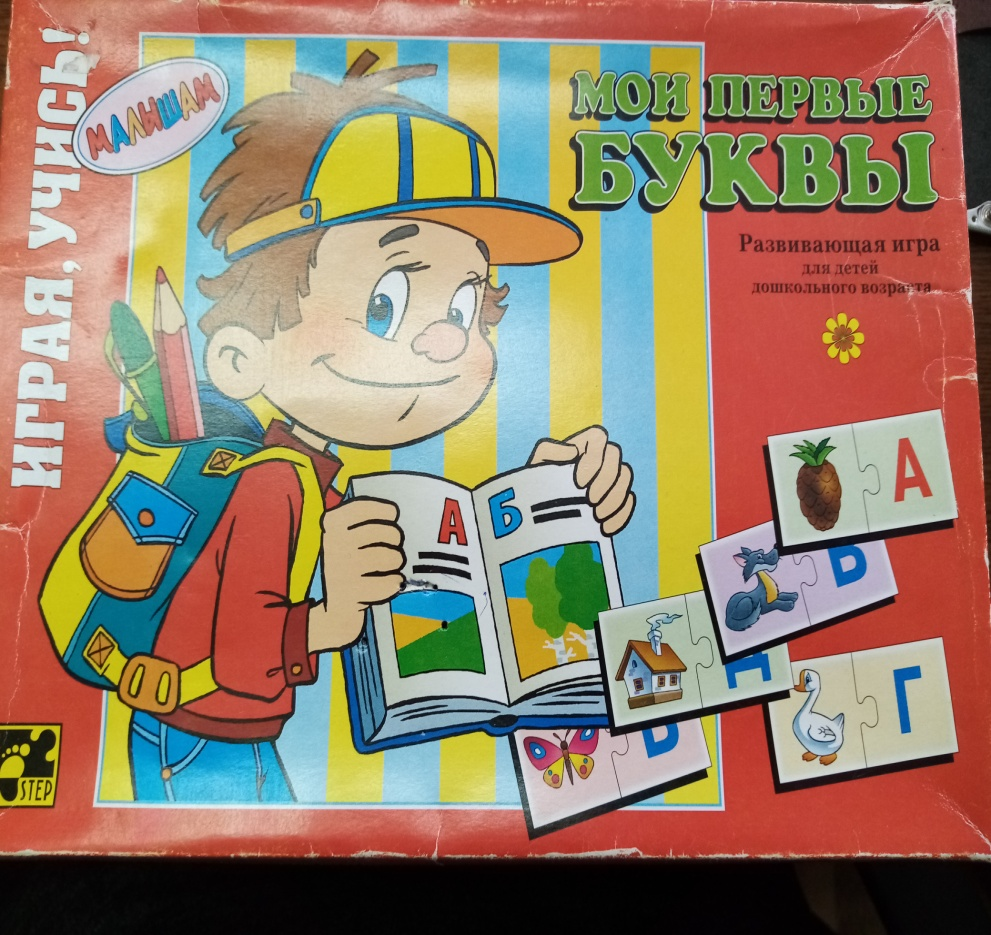 ИГРАЯ, УЧИСЬ!
МАЛЫШАМ
МОИ ПЕРВЫЕ
БУКВЫ
Развивающая игра
для детей
дошкольного возраста
А Б
А
В
Д
Г
Б
STEP